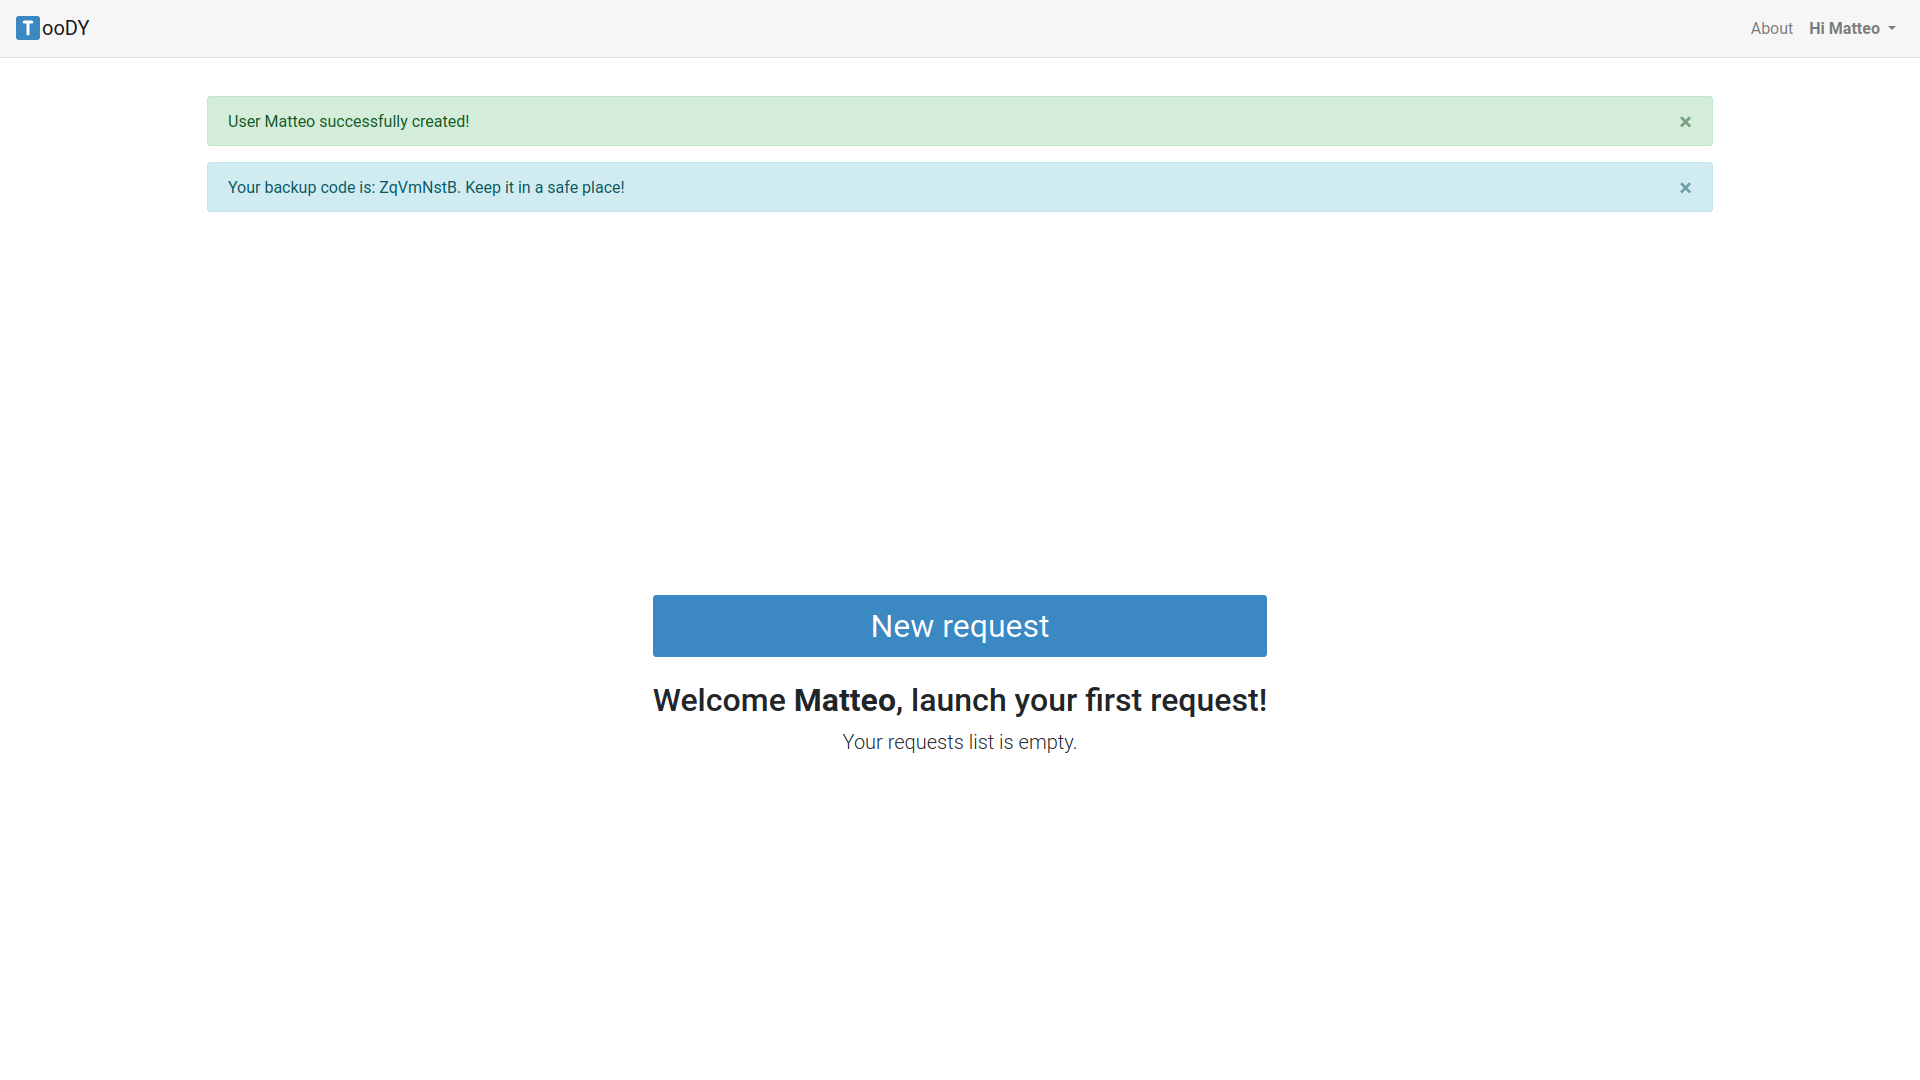 TooDY
About
Hi Matteo
User Matteo successfully created!
×
Your backup code is: ZqVmNstB. Keep it in a safe place!
×
New request
Welcome Matteo, launch your first request!
Your requests list is empty.